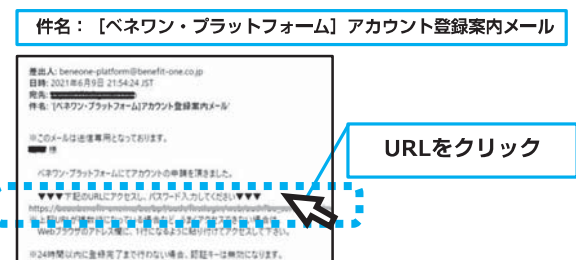 件名：［ベネワン・プラットフォーム］アカウント登録案内メール
差出人: beneone-platform@benefit-one.co.jp
日時: 2021年6月9日 21:54:24 JST
宛先:
件名: '[ベネワン・プラットフォーム]アカウント登録案内メール'
※このメールは送信専用となっております。
様
ベネワン・プラットフォームにてアカウントの申請を頂きました。
URLをクリック
▼▼▼下記のURLにアクセスし、パスワード入力してください▼▼▼
https://
Webブラウザのアドレス欄に、1行になるように貼り付けてアクセスして下さい。
※24時間以内に登録完了まで行わない場合、認証キーは無効になります。